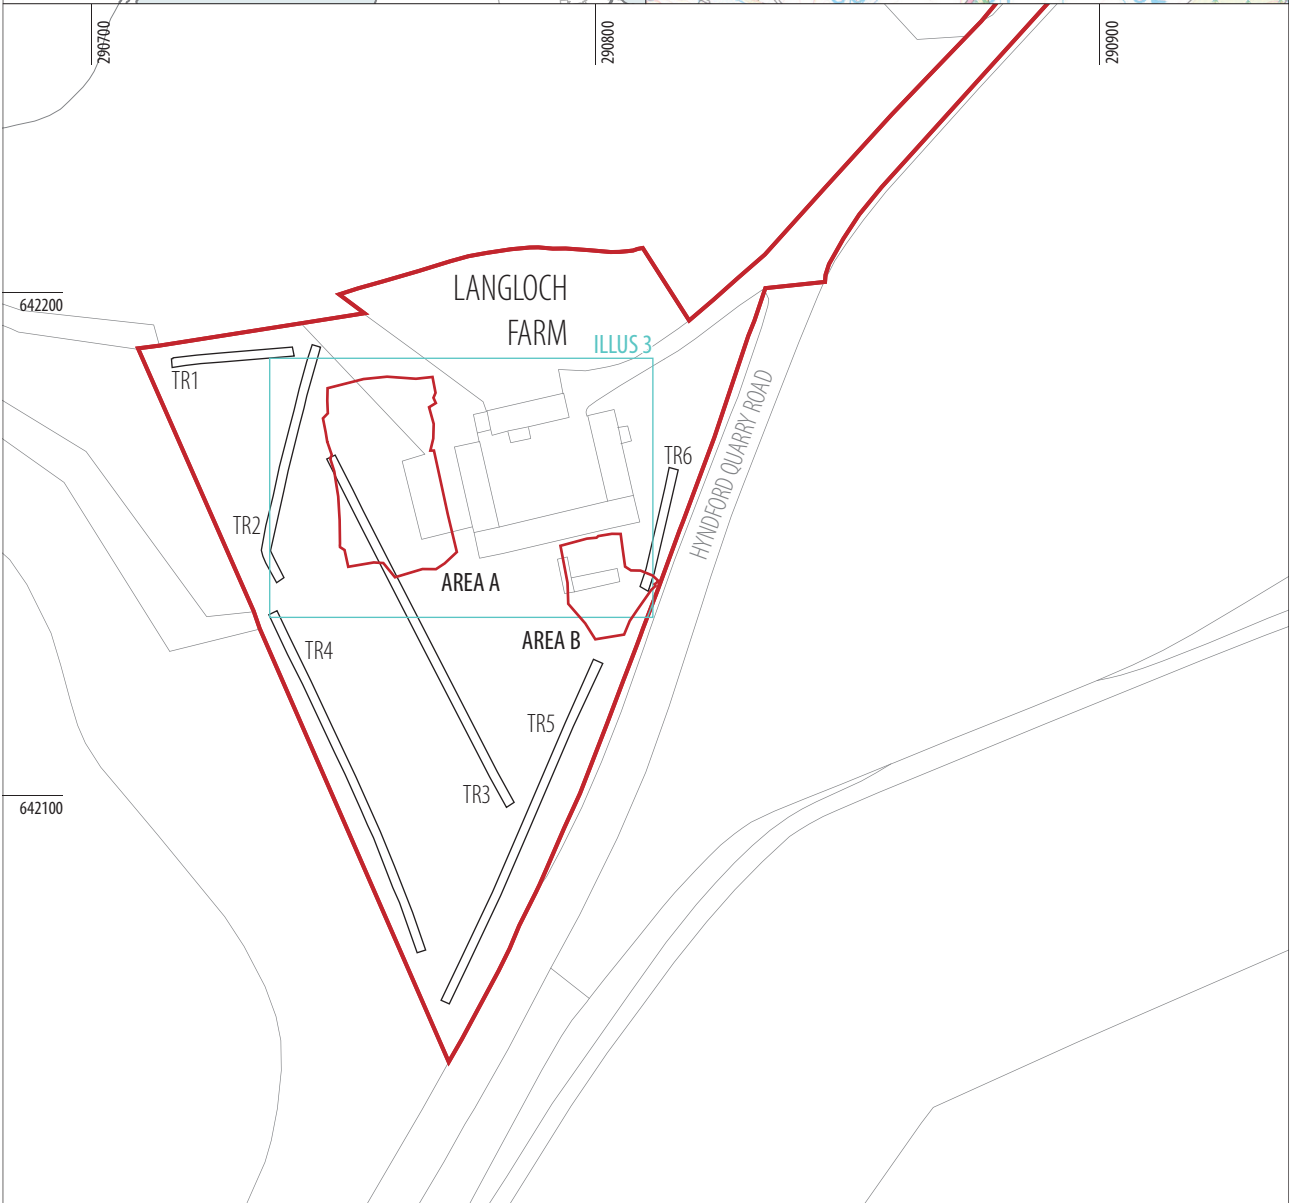 290700
290800
290900
642200
LANGLOCH
FARM
ILLUS 3
TR1
HYNDFORD QUARRY ROAD
TR6
TR2
AREA A
AREA B
TR4
TR5
TR3
642100